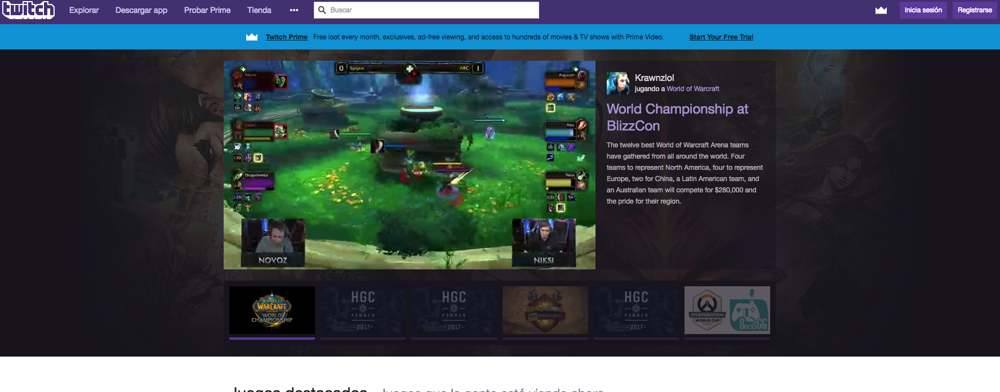 twitch
Explorar
Descargar app
Probar Prime
Tienda
Buscar
Inicia sesión
Registrarse
Twitch Prime Free loot every month, exclusives, ad-free viewing, and access to hundreds of movies & TV shows with Prime Video. Start Your Free Trial
0 Spiyce ABC 1
NOVOZ
NIKSI
Krawnzlol
jugando a World of Warcraft
World Championship at
BlizzCon
The twelve best World of Warcraft Arena teams
have gathered from all around the world. Four
teams to represent North America, four to represent
Europe, two for China, a Latin American team, and
an Australian team will compete for $280,000 and
the pride for their region.
WORLD
WARCRAFT
WORLD
CHAMPIONSHIP
HGC
FINALS
-2017-
HGC
FINALS
-2017-
HEARTHSTONE
INNVITATIONAL
HGC
FINALS
-2017-
OVERWATCH
WORLD CUP
2017
SnaSGG
Juegos destacados Juegos que la gente está viendo ahora